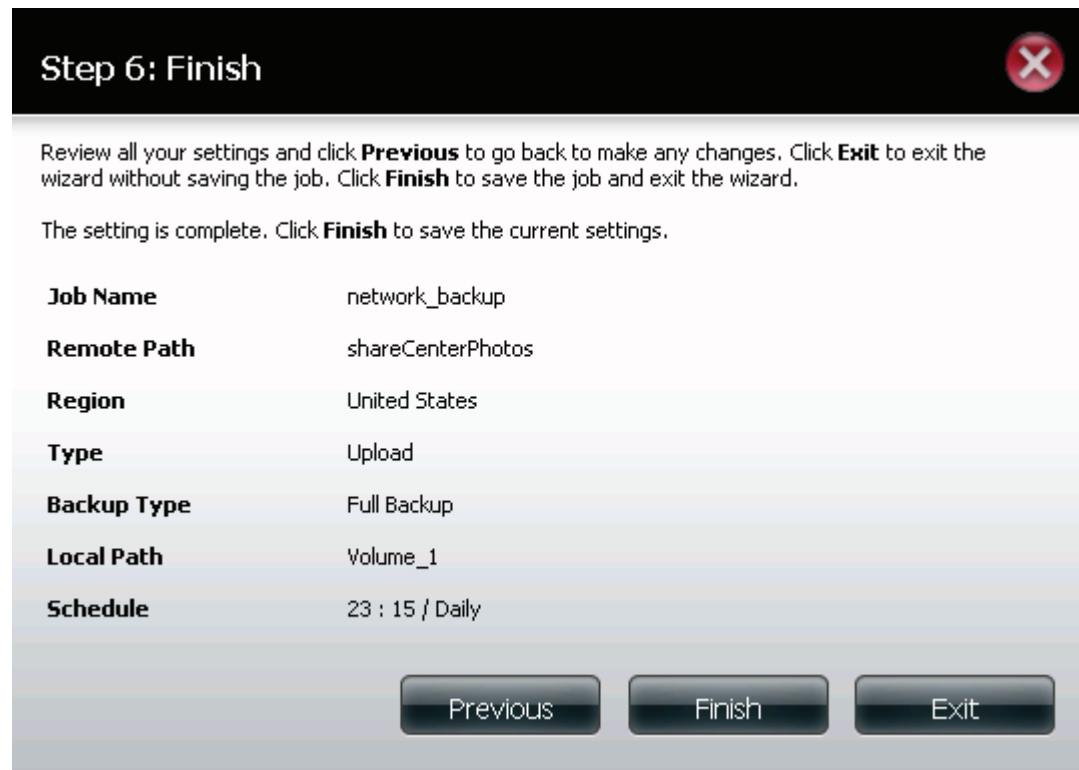 Step 6: Finish
Review all your settings and click Previous to go back to make any changes. Click Exit to exit the
wizard without saving the job. Click Finish to save the job and exit the wizard.
The setting is complete. Click Finish to save the current settings.
Job Name network_backup
Remote Path shareCenterPhotos
Region United States
Type Upload
Backup Type Full Backup
Local Path Volume_1
Schedule 23 : 15 / Daily
Previous Finish Exit